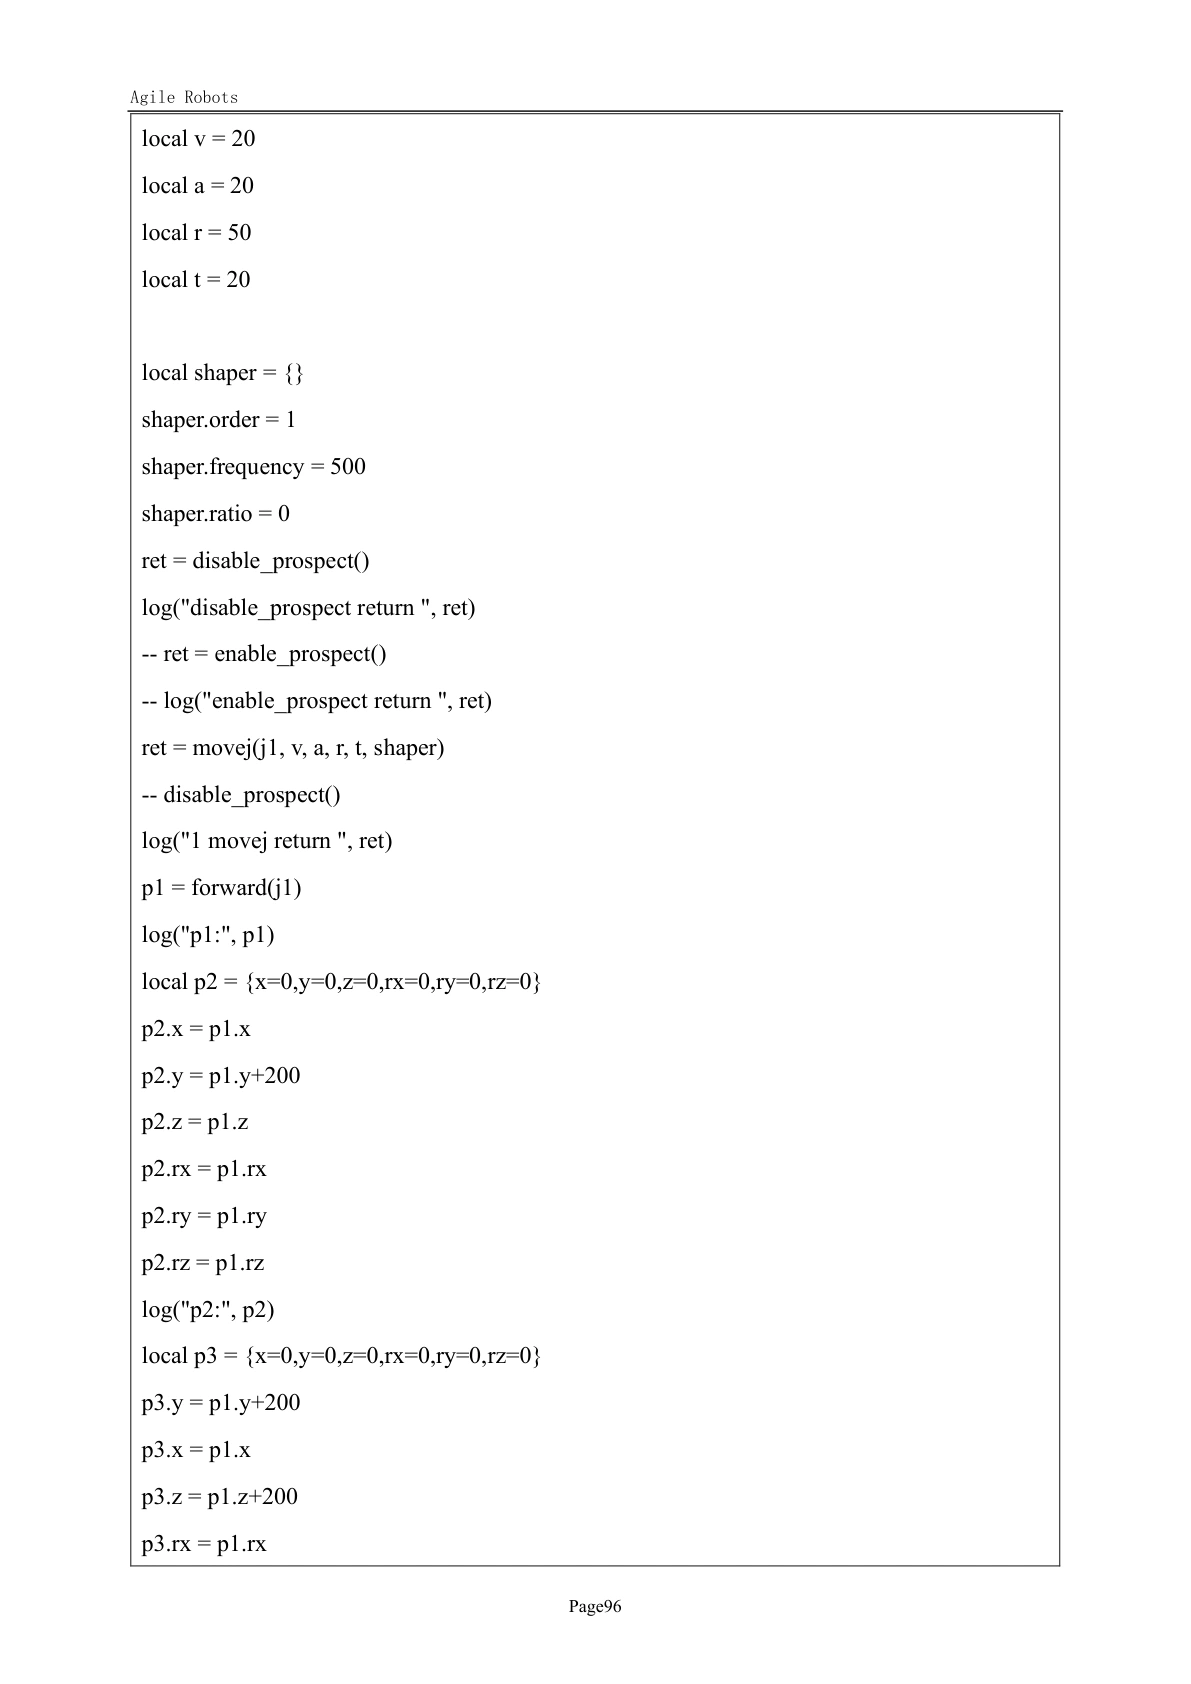 Agile Robots
local v = 20
local a = 20
local r = 50
local t = 20
local shaper = {}
shaper.order = 1
shaper.frequency = 500
shaper.ratio = 0
ret = disable_prospect()
log("disable_prospect return ", ret)
-- ret = enable_prospect()
-- log("enable_prospect return ", ret)
ret = movej(j1, v, a, r, t, shaper)
-- disable_prospect()
log("1 movej return ", ret)
p1 = forward(j1)
log("p1:", p1)
local p2 = {x=0,y=0,z=0,rx=0,ry=0,rz=0}
p2.x = p1.x
p2.y = p1.y+200
p2.z = p1.z
p2.rx = p1.rx
p2.ry = p1.ry
p2.rz = p1.rz
log("p2:", p2)
local p3 = {x=0,y=0,z=0,rx=0,ry=0,rz=0}
p3.y = p1.y+200
p3.x = p1.x
p3.z = p1.z+200
p3.rx = p1.rx
Page96